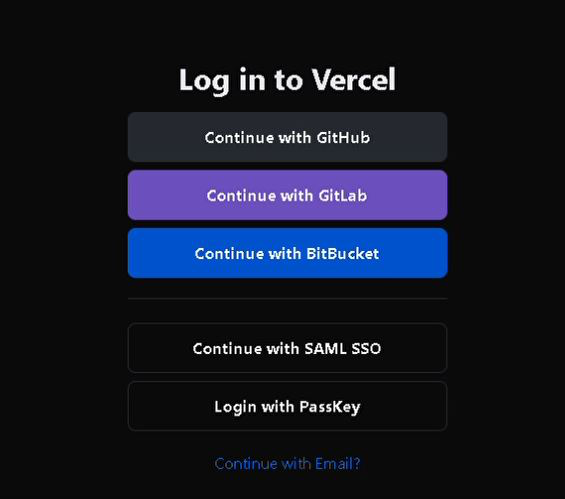 Log in to Vercel
Continue with GitHub
Continue with GitLab
Continue with BitBucket
Continue with SAML SSO
Login with PassKey
Continue with Email?